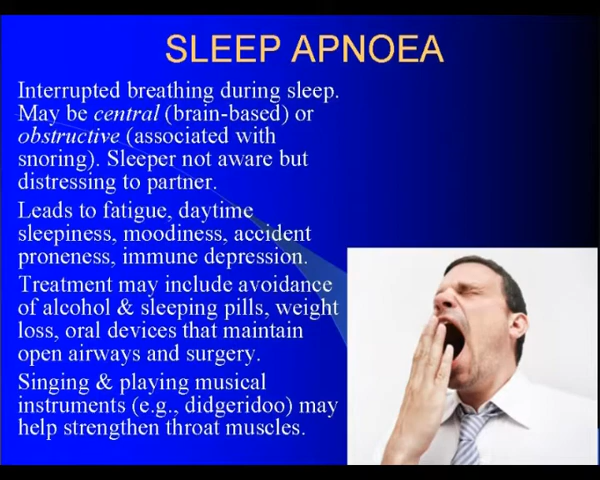 SLEEP APNOEA
Interrupted breathing during sleep.
May be central (brain-based) or
obstructive (associated with
snoring). Sleeper not aware but
distressing to partner.
Leads to fatigue, daytime
sleepiness, moodiness, accident
proneness, immune depression.
Treatment may include avoidance
of alcohol & sleeping pills, weight
loss, oral devices that maintain
open airways and surgery.
Singing & playing musical
instruments (e.g., didgeridoo) may
help strengthen throat muscles.